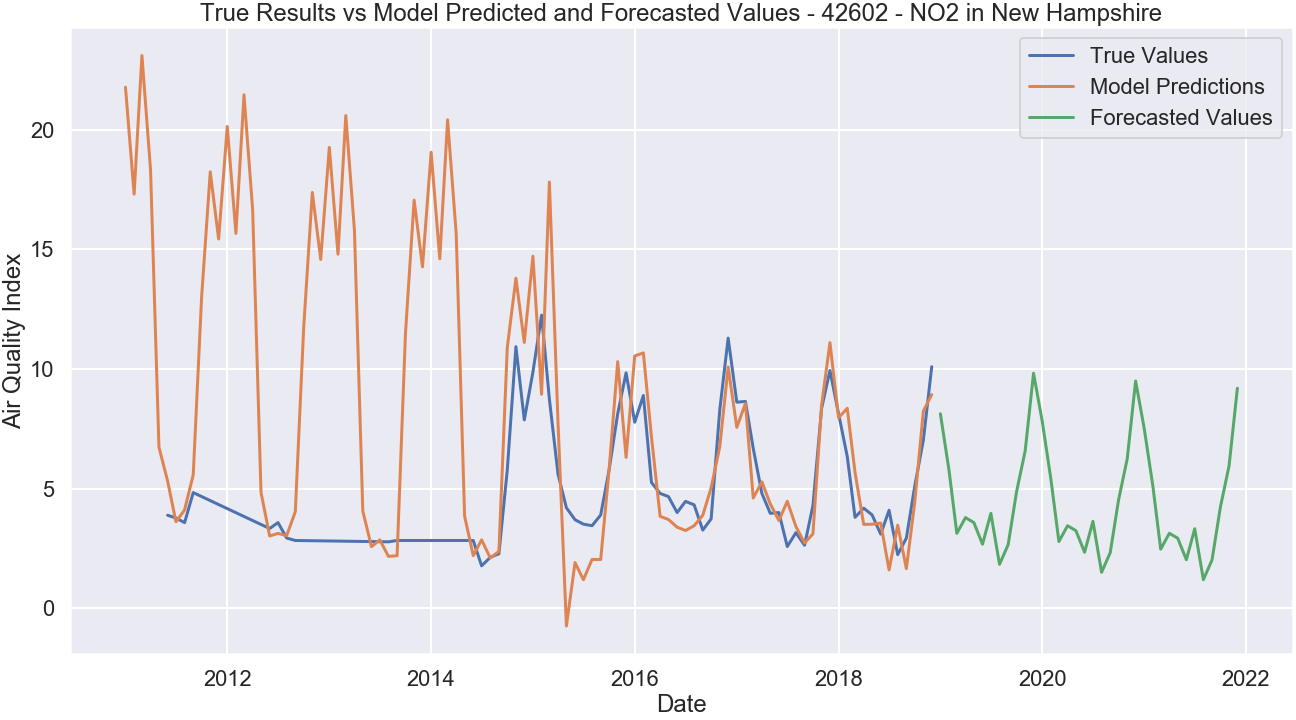 True Results vs Model Predicted and Forecasted Values - 42602 - NO2 in New Hampshire
True Values
Model Predictions
Forecasted Values
Air Quality Index
20
15
10
5
0
2012 2014 2016 2018 2020 2022
Date